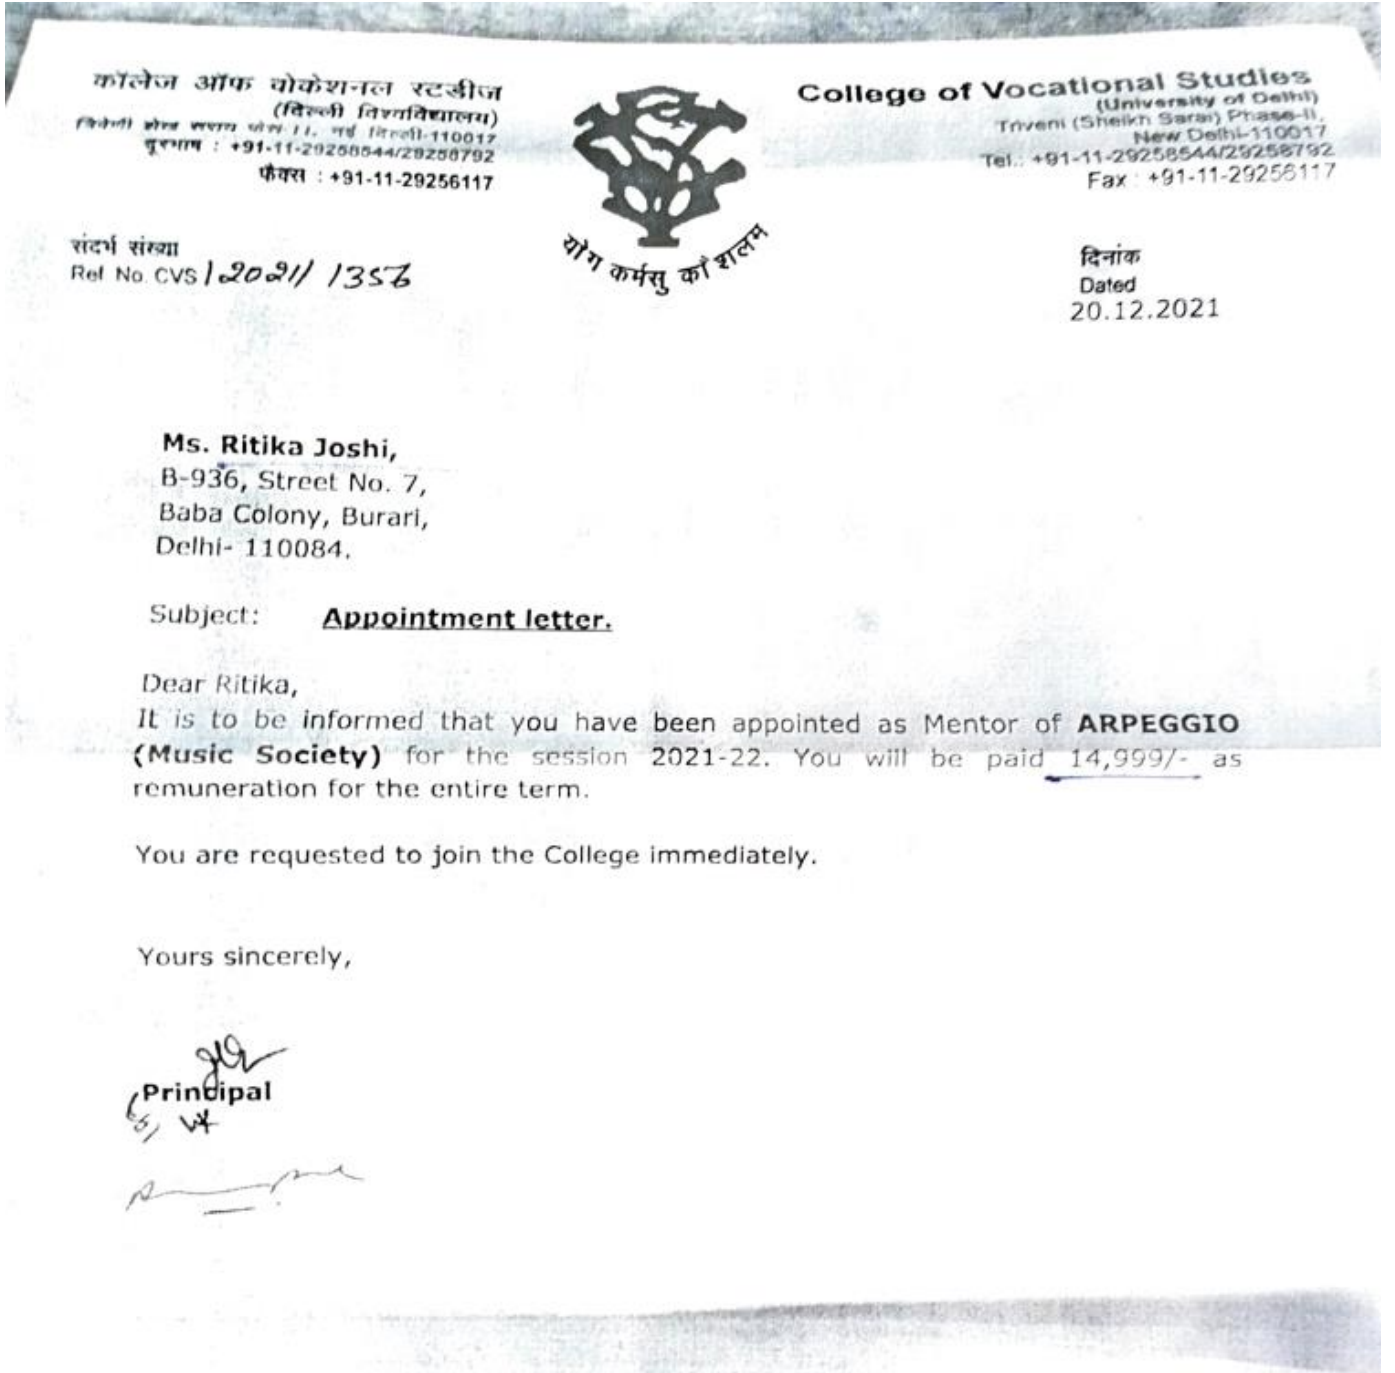 कॉलेज ऑफ वोकेशनल स्टडीज
(दिल्ली विश्वविद्यालय)
त्रिवेणी शेख सराय फेस II, नई दिल्ली-110017
दूरभाष : +91-11-29258544/29258792
फैक्स : +91-11-29256117
College of Vocational Studies
(University of Delhi)
Triveni (Sheikh Sarai) Phase-II,
New Delhi-110017
Tel.: +91-11-29258544/29258792
Fax : +91-11-29256117
योग कर्मसु कौशलम
संदर्भ संख्या
Ref No. CVS/2021/1356
दिनांक
Dated
20.12.2021
Ms. Ritika Joshi,
B-936, Street No. 7,
Baba Colony, Burari,
Delhi- 110084.
Subject: Appointment letter.
Dear Ritika,
It is to be informed that you have been appointed as Mentor of ARPEGGIO
(Music Society) for the session 2021-22. You will be paid 14,999/- as
remuneration for the entire term.
You are requested to join the College immediately.
Yours sincerely,
Principal